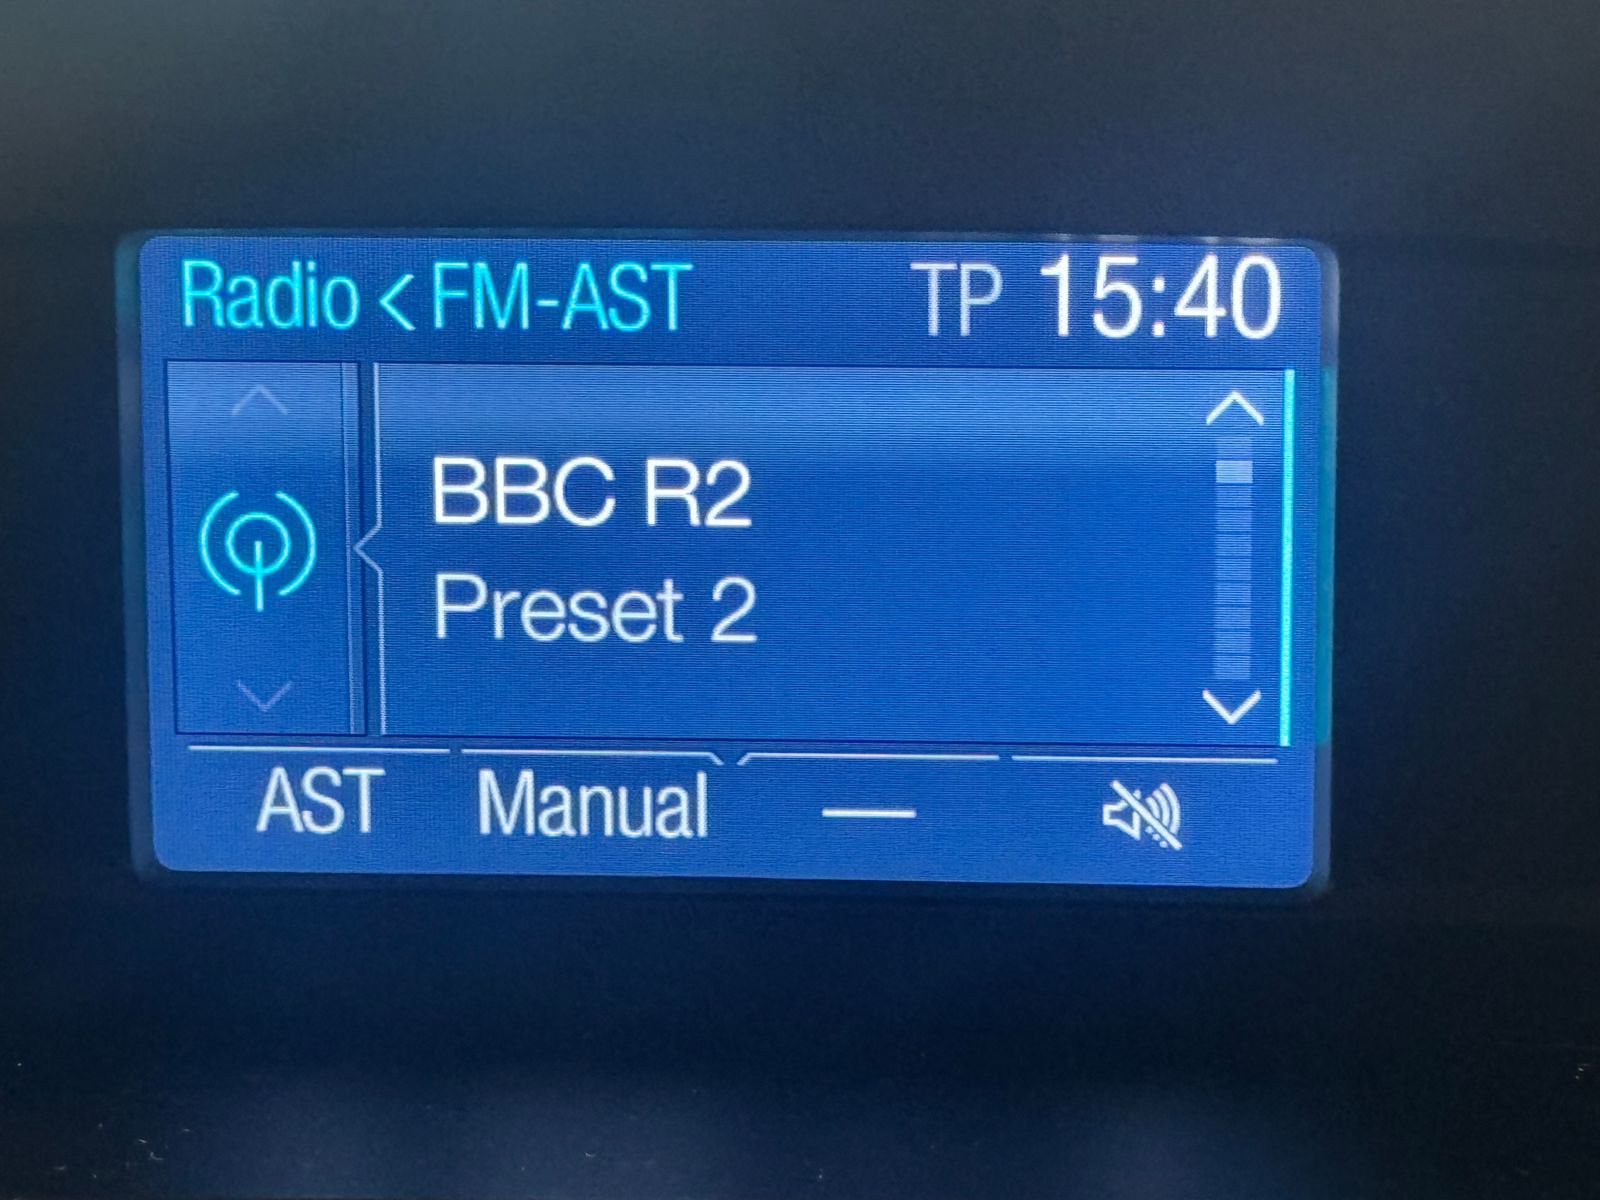 Radio < FM-AST TP 15:40
BBC R2
Preset 2
AST Manual —